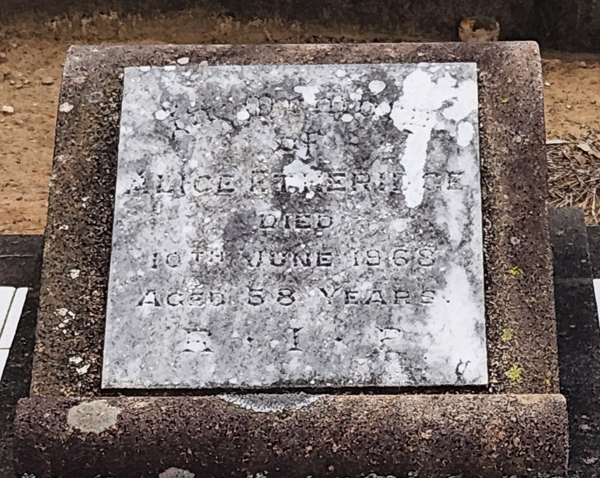 OF
ALICE ETHERIDGE
DIED
10TH JUNE 1968
AGED 58 YEARS.
R · I · P